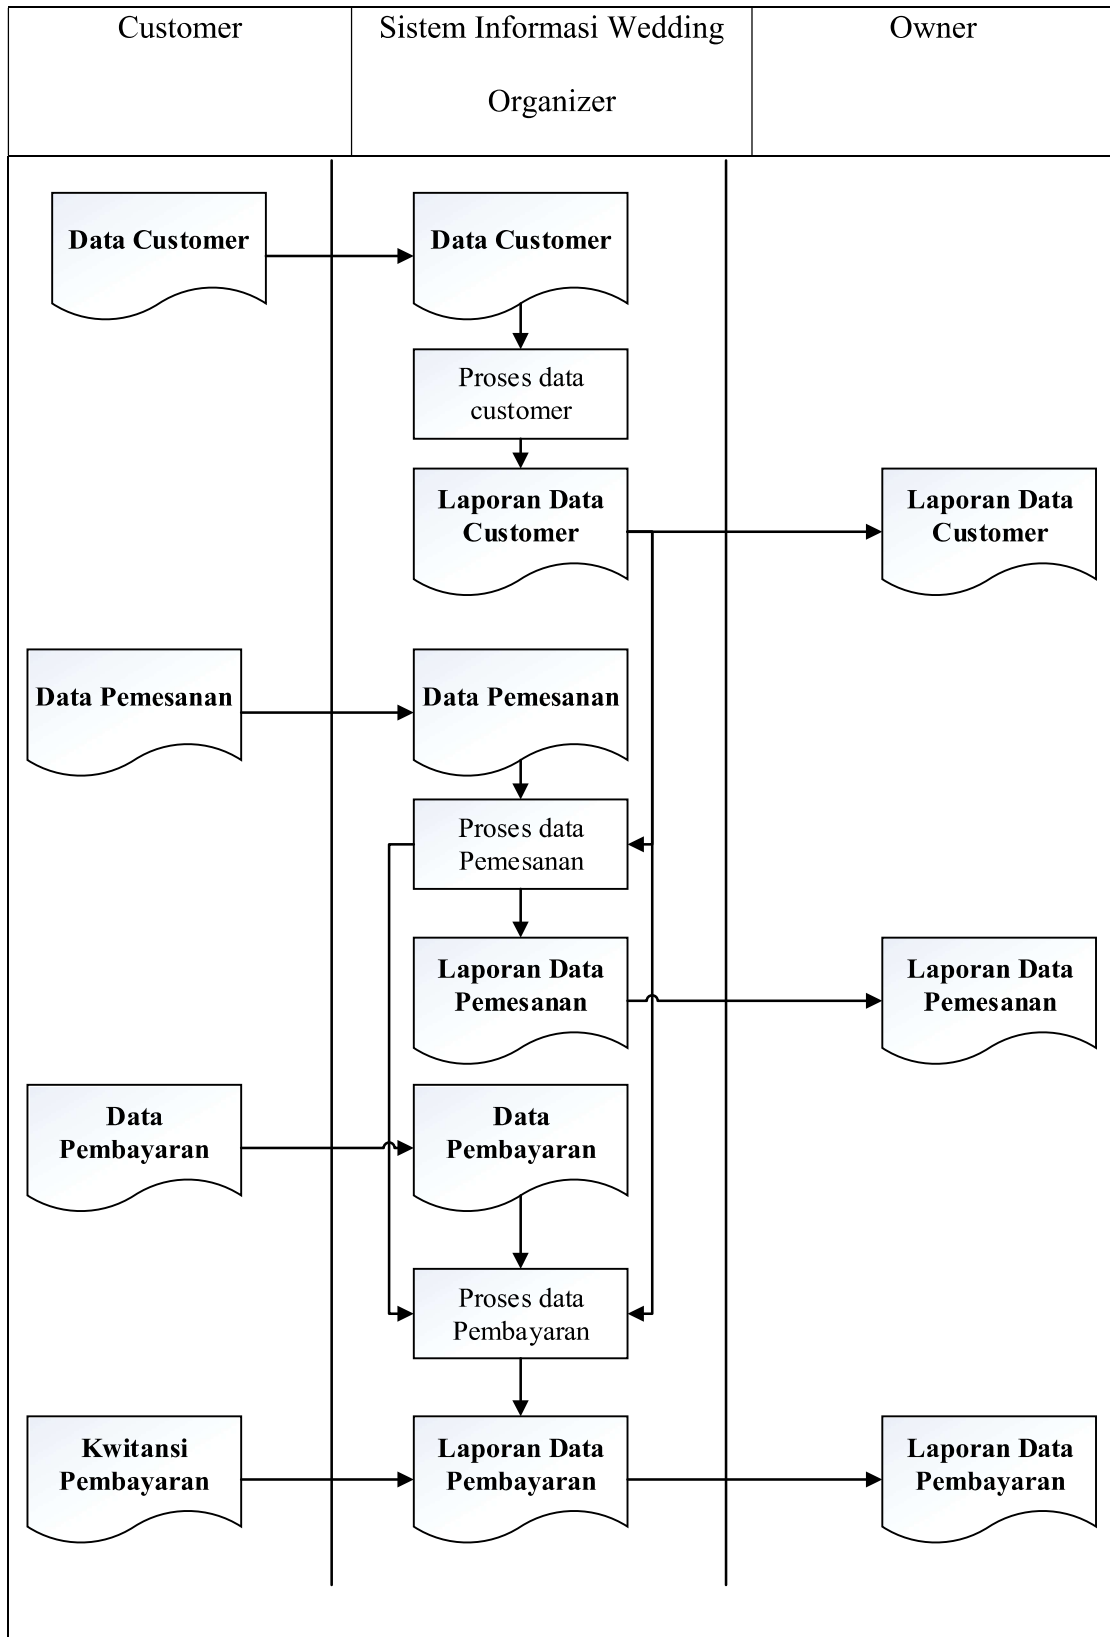 Customer
Sistem Informasi Wedding
Organizer
Owner
Data Customer
Data Customer
Proses data
customer
Laporan Data
Customer
Laporan Data
Customer
Data Pemesanan
Data Pemesanan
Proses data
Pemesanan
Laporan Data
Pemesanan
Laporan Data
Pemesanan
Data
Pembayaran
Data
Pembayaran
Proses data
Pembayaran
Kwitansi
Pembayaran
Laporan Data
Pembayaran
Laporan Data
Pembayaran